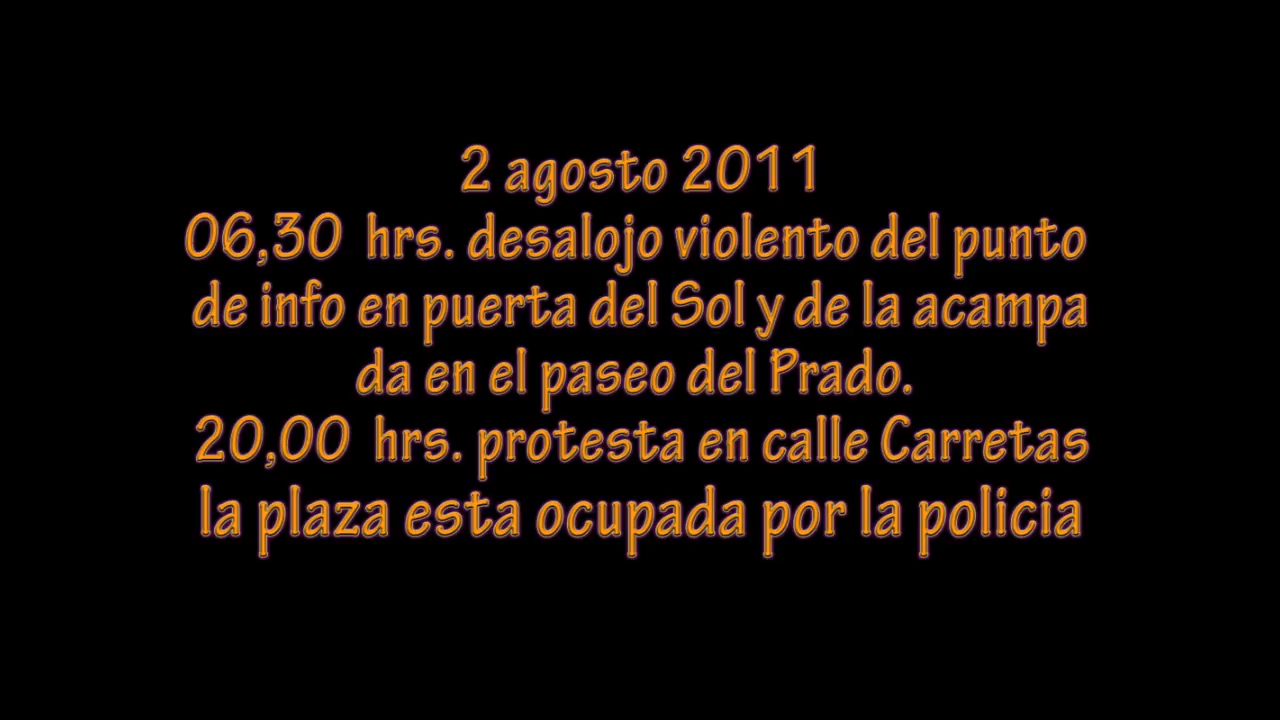 2 agosto 2011
06,30 hrs. desalojo violento del punto
de info en puerta del Sol y de la acampa
da en el paseo del Prado.
20,00 hrs. protesta en calle Carretas
la plaza esta ocupada por la policia